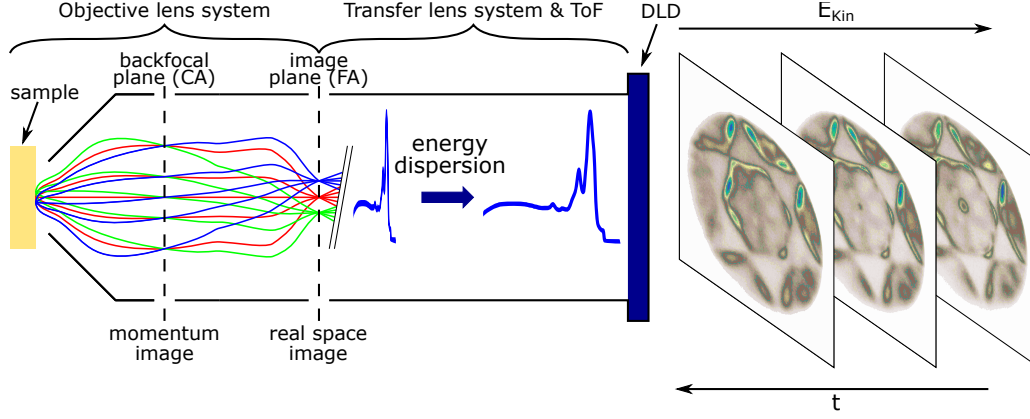 Objective lens system
Transfer lens system & ToF
DLD
E_Kin
backfocal
plane (CA)
image
plane (FA)
sample
energy
dispersion
momentum
image
real space
image
t